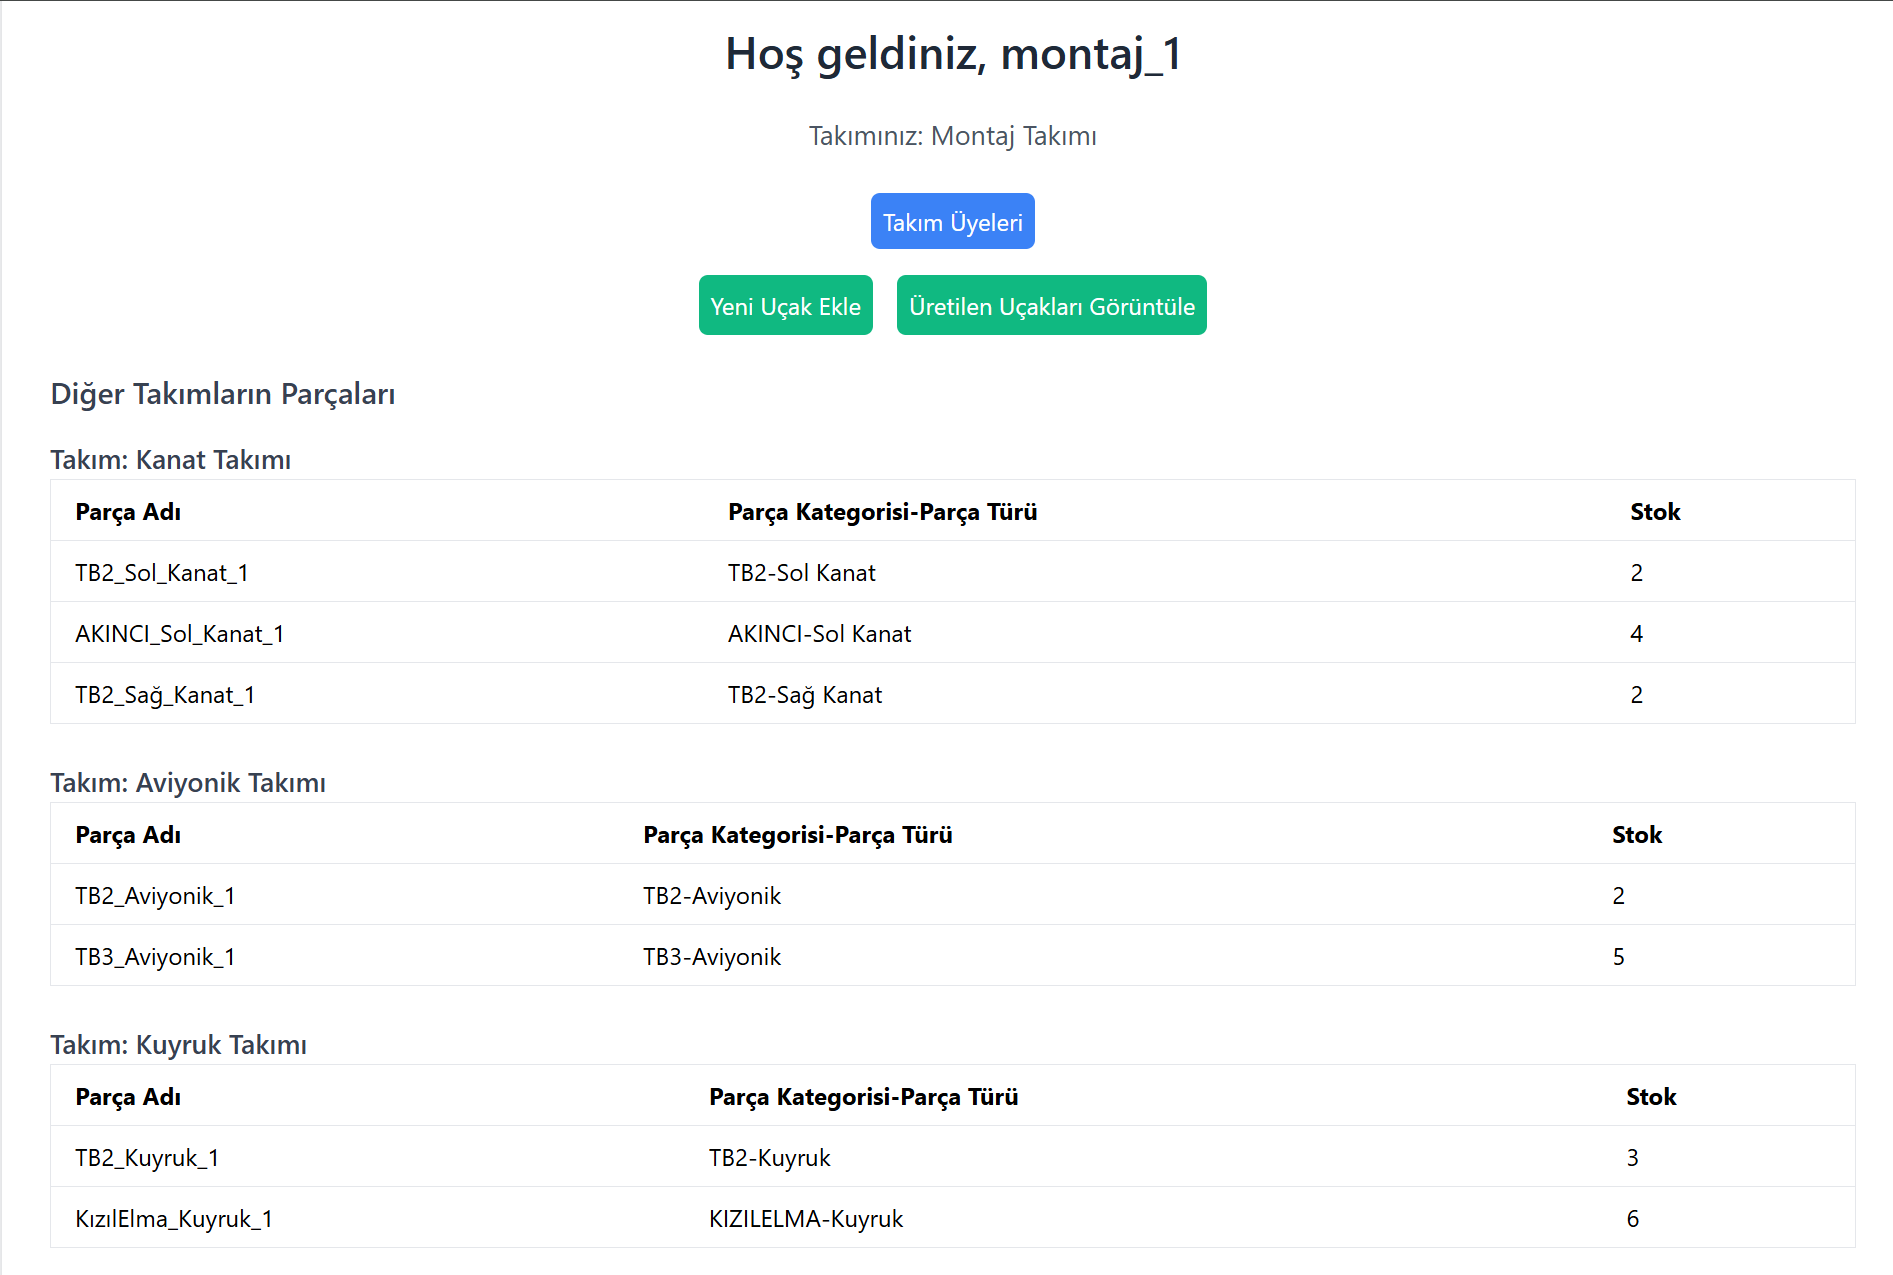 Hoş geldiniz, montaj_1
Takımınız: Montaj Takımı
Takım Üyeleri
Yeni Uçak Ekle Üretilen Uçakları Görüntüle
Diğer Takımların Parçaları
Takım: Kanat Takımı
Parça Adı Parça Kategorisi-Parça Türü Stok
TB2_Sol_Kanat_1 TB2-Sol Kanat 2
AKINCI_Sol_Kanat_1 AKINCI-Sol Kanat 4
TB2_Sağ_Kanat_1 TB2-Sağ Kanat 2
Takım: Aviyonik Takımı
Parça Adı Parça Kategorisi-Parça Türü Stok
TB2_Aviyonik_1 TB2-Aviyonik 2
TB3_Aviyonik_1 TB3-Aviyonik 5
Takım: Kuyruk Takımı
Parça Adı Parça Kategorisi-Parça Türü Stok
TB2_Kuyruk_1 TB2-Kuyruk 3
KızılElma_Kuyruk_1 KIZILELMA-Kuyruk 6